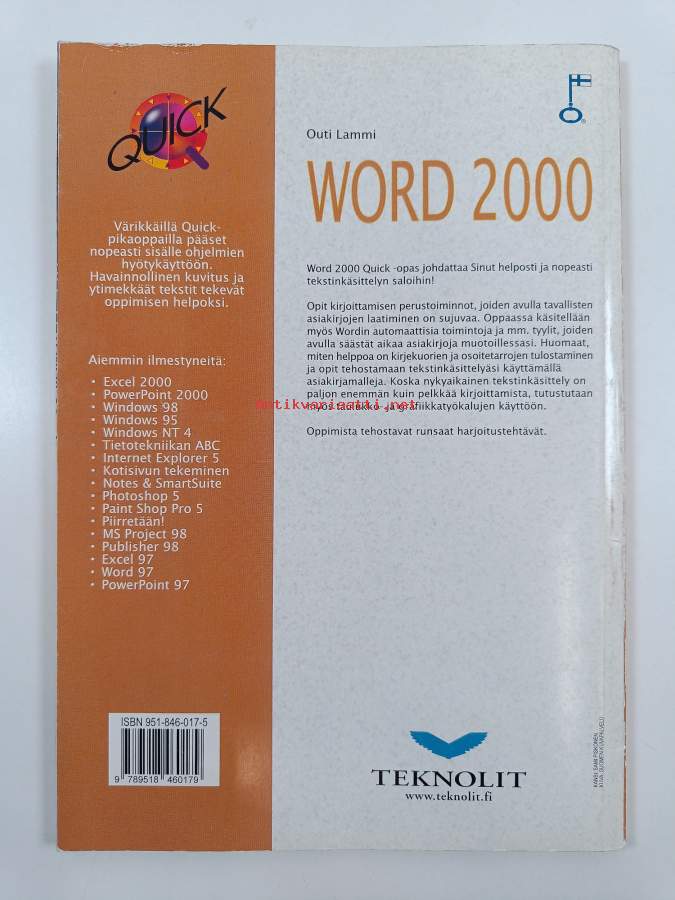 QUICK
Värikkäillä Quick-
pikaoppailla pääset
nopeasti sisälle ohjelmien
hyötykäyttöön.
Havainnollinen kuvitus ja
ytimekkäät tekstit tekevät
oppimisen helpoksi.
Aiemmin ilmestyneitä:
• Excel 2000
• PowerPoint 2000
• Windows 98
• Windows 95
• Windows NT 4
• Tietotekniikan ABC
• Internet Explorer 5
• Kotisivun tekeminen
• Notes & SmartSuite
• Photoshop 5
• Paint Shop Pro 5
• Piirretään!
• MS Project 98
• Publisher 98
• Excel 97
• Word 97
• PowerPoint 97
ISBN 951-846-017-5
9 789518 460179
Outi Lammi
WORD 2000
Word 2000 Quick -opas johdattaa Sinut helposti ja nopeasti
tekstinkäsittelyn saloihin!
Opit kirjoittamisen perustoiminnot, joiden avulla tavallisten
asiakirjojen laatiminen on sujuvaa. Oppaassa käsitellään
myös Wordin automaattisia toimintoja ja mm. tyylit, joiden
avulla säästät aikaa asiakirjoja muotoillessasi. Huomaat,
miten helppoa on kirjekuorien ja osoitetarrojen tulostaminen
ja opit tehostamaan tekstinkäsittelyäsi käyttämällä
asiakirjamalleja. Koska nykyaikainen tekstinkäsittely on
paljon enemmän kuin pelkkää kirjoittamista, tutustutaan
myös taulukko- ja grafiikkatyökalujen käyttöön.
Oppimista tehostavat runsaat harjoitustehtävät.
antikvariaatti.net
TEKNOLIT
www.teknolit.fi